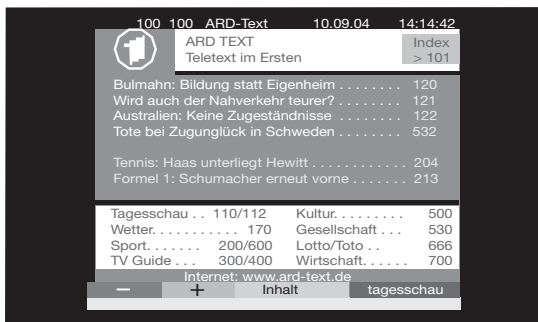 100 100 ARD-Text 10.09.04 14:14:42
ARD TEXT Index
Teletext im Ersten > 101
Bulmahn: Bildung statt Eigenheim . . . . . . . . 120
Wird auch der Nahverkehr teurer? . . . . . . . . 121
Australien: Keine Zugeständnisse . . . . . . . . 122
Tote bei Zugunglück in Schweden . . . . . . . . 532
Tennis: Haas unterliegt Hewitt . . . . . . . . . . . . 204
Formel 1: Schumacher erneut vorne . . . . . . . 213
Tagesschau . . 110/112 Kultur. . . . . . . . . 500
Wetter. . . . . . . . . . . 170 Gesellschaft . . . 530
Sport. . . . . . . 200/600 Lotto/Toto . . 666
TV Guide . . . 300/400 Wirtschaft. . . . . . 700
Internet: www.ard-text.de
− + Inhalt tagesschau